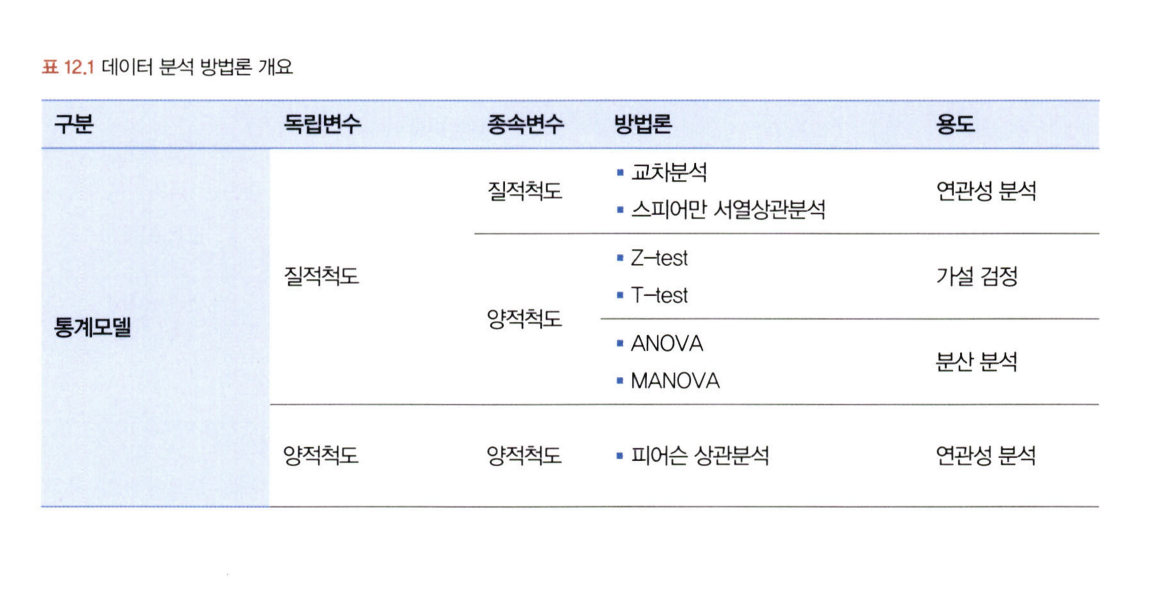 표 12.1 데이터 분석 방법론 개요
구분 독립변수 종속변수 방법론 용도
통계모델
질적척도
질적척도
▪ 교차분석
▪ 스피어만 서열상관분석
연관성 분석
양적척도
▪ Z-test
▪ T-test
가설 검정
▪ ANOVA
▪ MANOVA
분산 분석
양적척도 양적척도 ▪ 피어슨 상관분석 연관성 분석